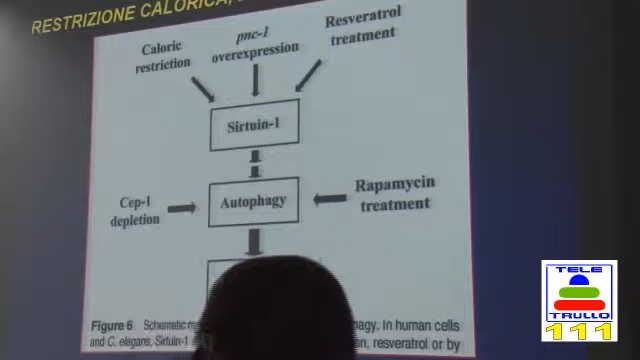 RESTRIZIONE CALORICA,
Caloric
restriction
pnc-1
overexpression
Resveratrol
treatment
Sirtuin-1
Cep-1
depletion
Autophagy
Rapamycin
treatment
Figure 6 Schematic agy. In human cells
and C. elegans, Sirtuin-1 resveratrol or by
TELE
TRULLO
111